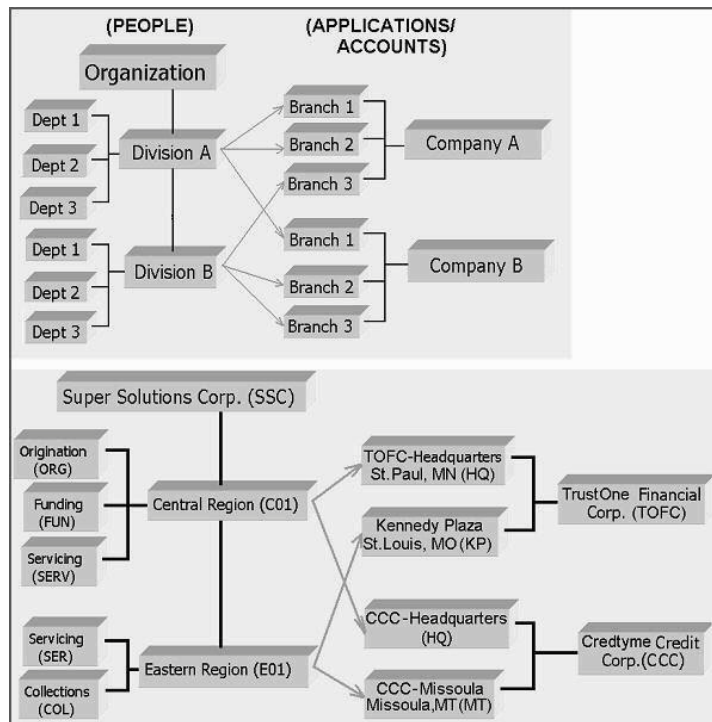 (PEOPLE)
(APPLICATIONS/
ACCOUNTS)
Organization
Dept 1
Dept 2
Dept 3
Division A
Dept 1
Dept 2
Dept 3
Division B
Branch 1
Branch 2
Branch 3
Company A
Branch 1
Branch 2
Branch 3
Company B
Super Solutions Corp. (SSC)
Origination
(ORG)
Funding
(FUN)
Servicing
(SERV)
Central Region (C01)
Servicing
(SER)
Collections
(COL)
Eastern Region (E01)
TOFC-Headquarters
St.Paul, MN (HQ)
Kennedy Plaza
St.Louis, MO (KP)
TrustOne Financial
Corp. (TOFC)
CCC-Headquarters
(HQ)
CCC-Missoula
Missoula,MT (MT)
Credtyme Credit
Corp.(CCC)